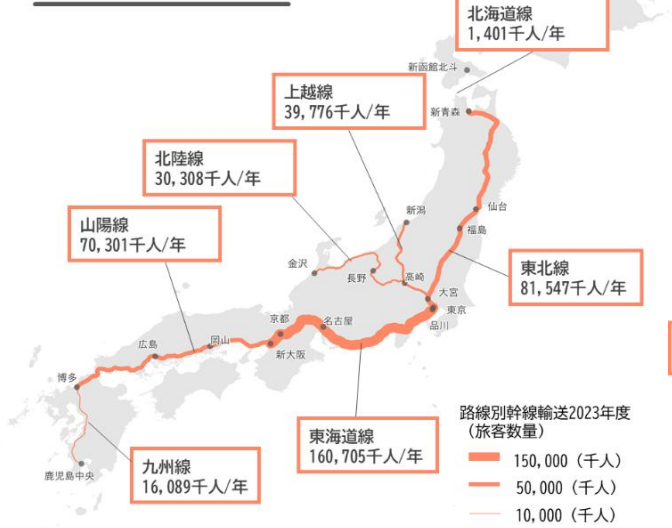 北海道線
1,401千人/年
新函館北斗
上越線
39,776千人/年
新青森
北陸線
30,308千人/年
山陽線
70,301千人/年
新潟
仙台
福島
金沢
長野
高崎
東北線
81,547千人/年
大宮
東京
品川
京都
名古屋
岡山
広島
新大阪
博多
東海道線
160,705千人/年
九州線
16,089千人/年
鹿児島中央
路線別幹線輸送2023年度
(旅客数量)
150,000(千人)
50,000(千人)
10,000(千人)